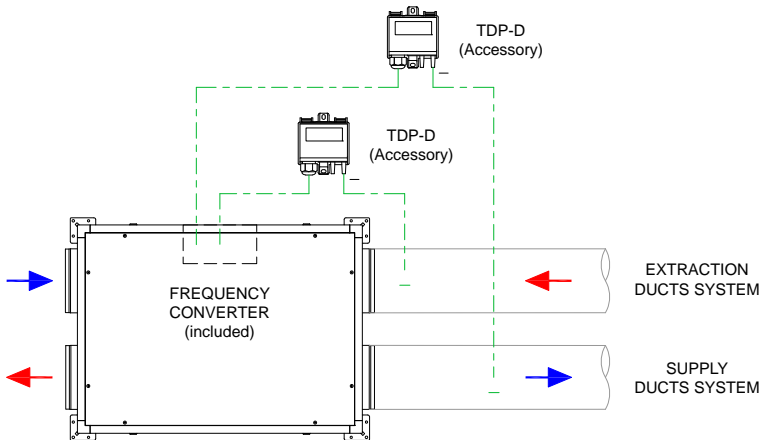 TDP-D
(Accessory)
TDP-D
(Accessory)
FREQUENCY
CONVERTER
(included)
EXTRACTION
DUCTS SYSTEM
SUPPLY
DUCTS SYSTEM